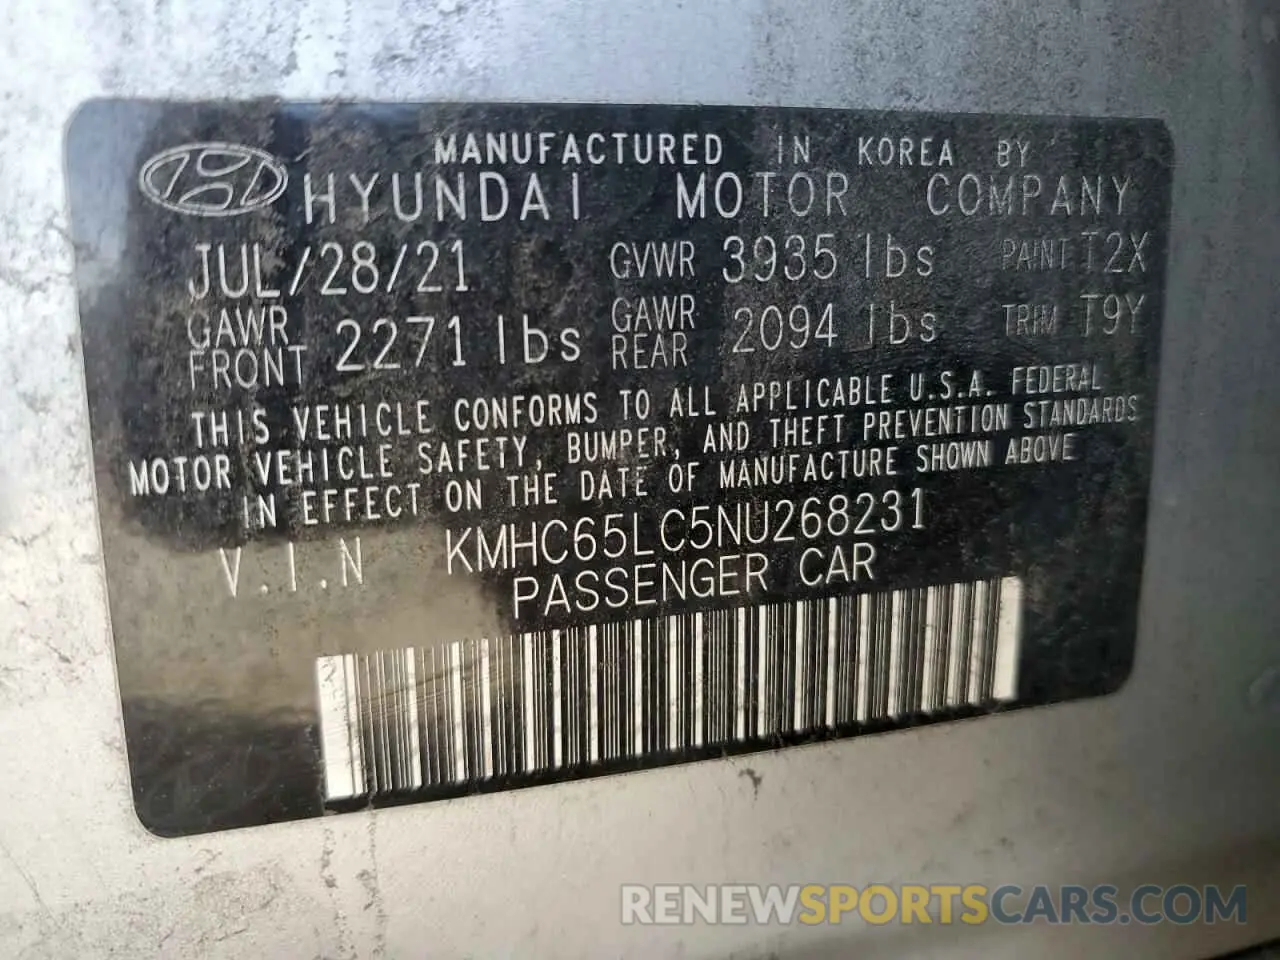 MANUFACTURED IN KOREA BY
HYUNDAI MOTOR COMPANY
JUL/28/21 GVWR 3935 lbs PAINT T2X
GAWR FRONT 2271 lbs GAWR REAR 2094 lbs TRIM T9Y
THIS VEHICLE CONFORMS TO ALL APPLICABLE U.S.A. FEDERAL
MOTOR VEHICLE SAFETY, BUMPER, AND THEFT PREVENTION STANDARDS
IN EFFECT ON THE DATE OF MANUFACTURE SHOWN ABOVE
V.I.N KMHC65LC5NU268231
PASSENGER CAR
RENEWSPORTSCARS.COM